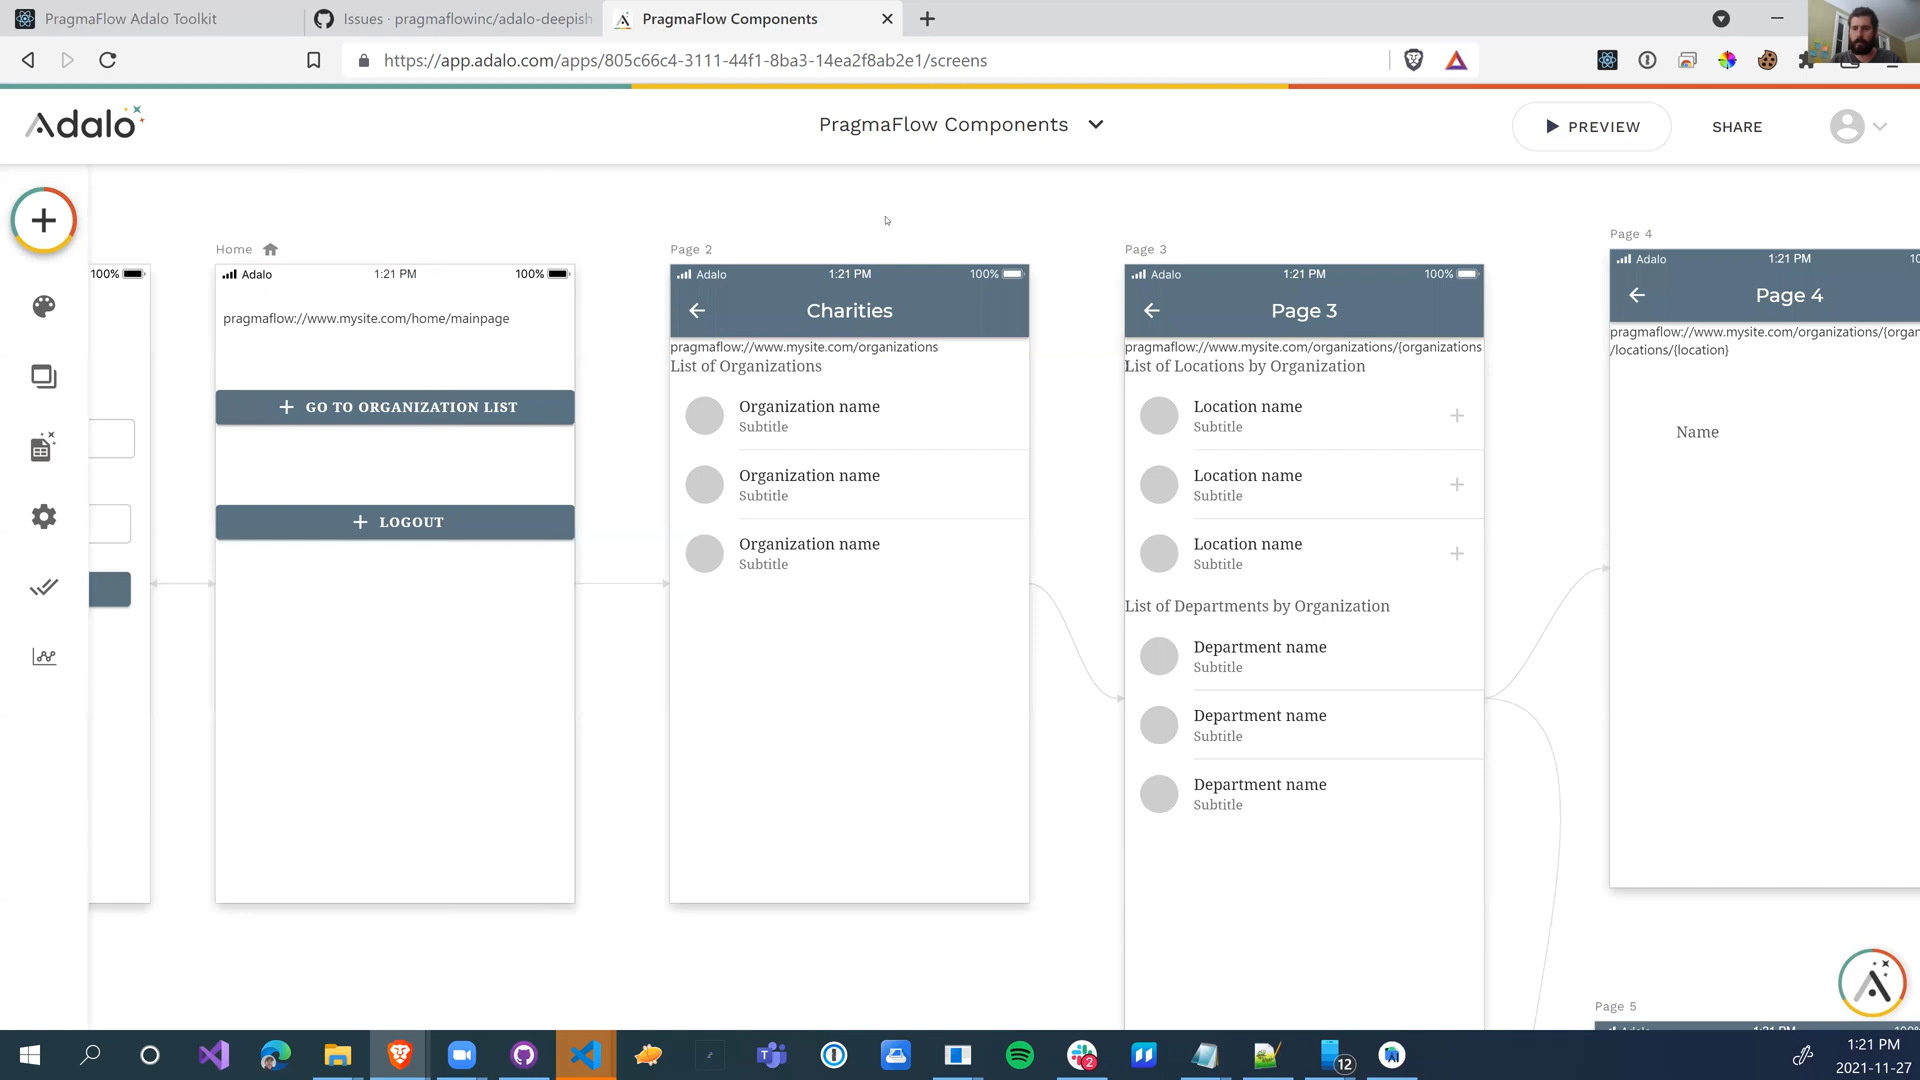 PragmaFlow Adalo Toolkit
Issues · pragmaflowinc/adalo-deepish
PragmaFlow Components
https://app.adalo.com/apps/805c66c4-3111-44f1-8ba3-14ea2f8ab2e1/screens
Adalo
PragmaFlow Components
PREVIEW
SHARE
100%
Home
Adalo 1:21 PM 100%
pragmaflow://www.mysite.com/home/mainpage
GO TO ORGANIZATION LIST
LOGOUT
Page 2
Adalo 1:21 PM 100%
Charities
pragmaflow://www.mysite.com/organizations
List of Organizations
Organization name
Subtitle
Organization name
Subtitle
Organization name
Subtitle
Page 3
Adalo 1:21 PM 100%
Page 3
pragmaflow://www.mysite.com/organizations/{organizations
List of Locations by Organization
Location name
Subtitle
Location name
Subtitle
Location name
Subtitle
List of Departments by Organization
Department name
Subtitle
Department name
Subtitle
Department name
Subtitle
Page 4
Adalo 1:21 PM 10
Page 4
pragmaflow://www.mysite.com/organizations/{organ
/locations/{location}
Name
Page 5
2
12
1:21 PM
2021-11-27